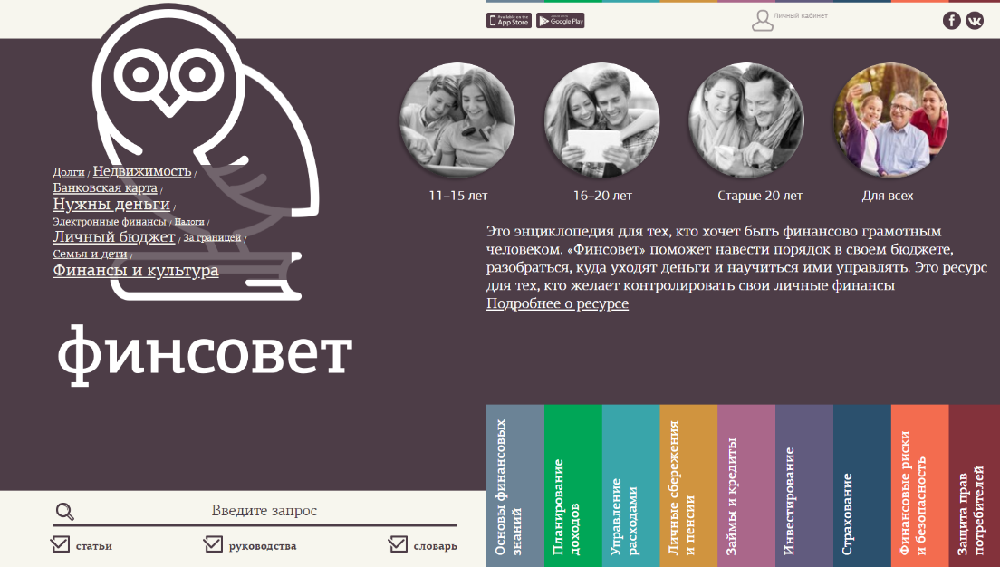 Available on the
App Store
Google Play
Личный кабинет
Долги / Недвижимость /
Банковская карта /
Нужны деньги /
Электронные финансы / Налоги /
Личный бюджет / За границей /
Семья и дети /
Финансы и культура
финсовет
11–15 лет
16–20 лет
Старше 20 лет
Для всех
Это энциклопедия для тех, кто хочет быть финансово грамотным
человеком. «Финсовет» поможет навести порядок в своем бюджете,
разобраться, куда уходят деньги и научиться ими управлять. Это ресурс
для тех, кто желает контролировать свои личные финансы
Подробнее о ресурсе
Основы финансовых
знаний
Планирование
доходов
Управление
расходами
Личные сбережения
и пенсии
Займы и кредиты
Инвестирование
Страхование
Финансовые риски
и безопасность
Защита прав
потребителей
Введите запрос
статьи
руководства
словарь